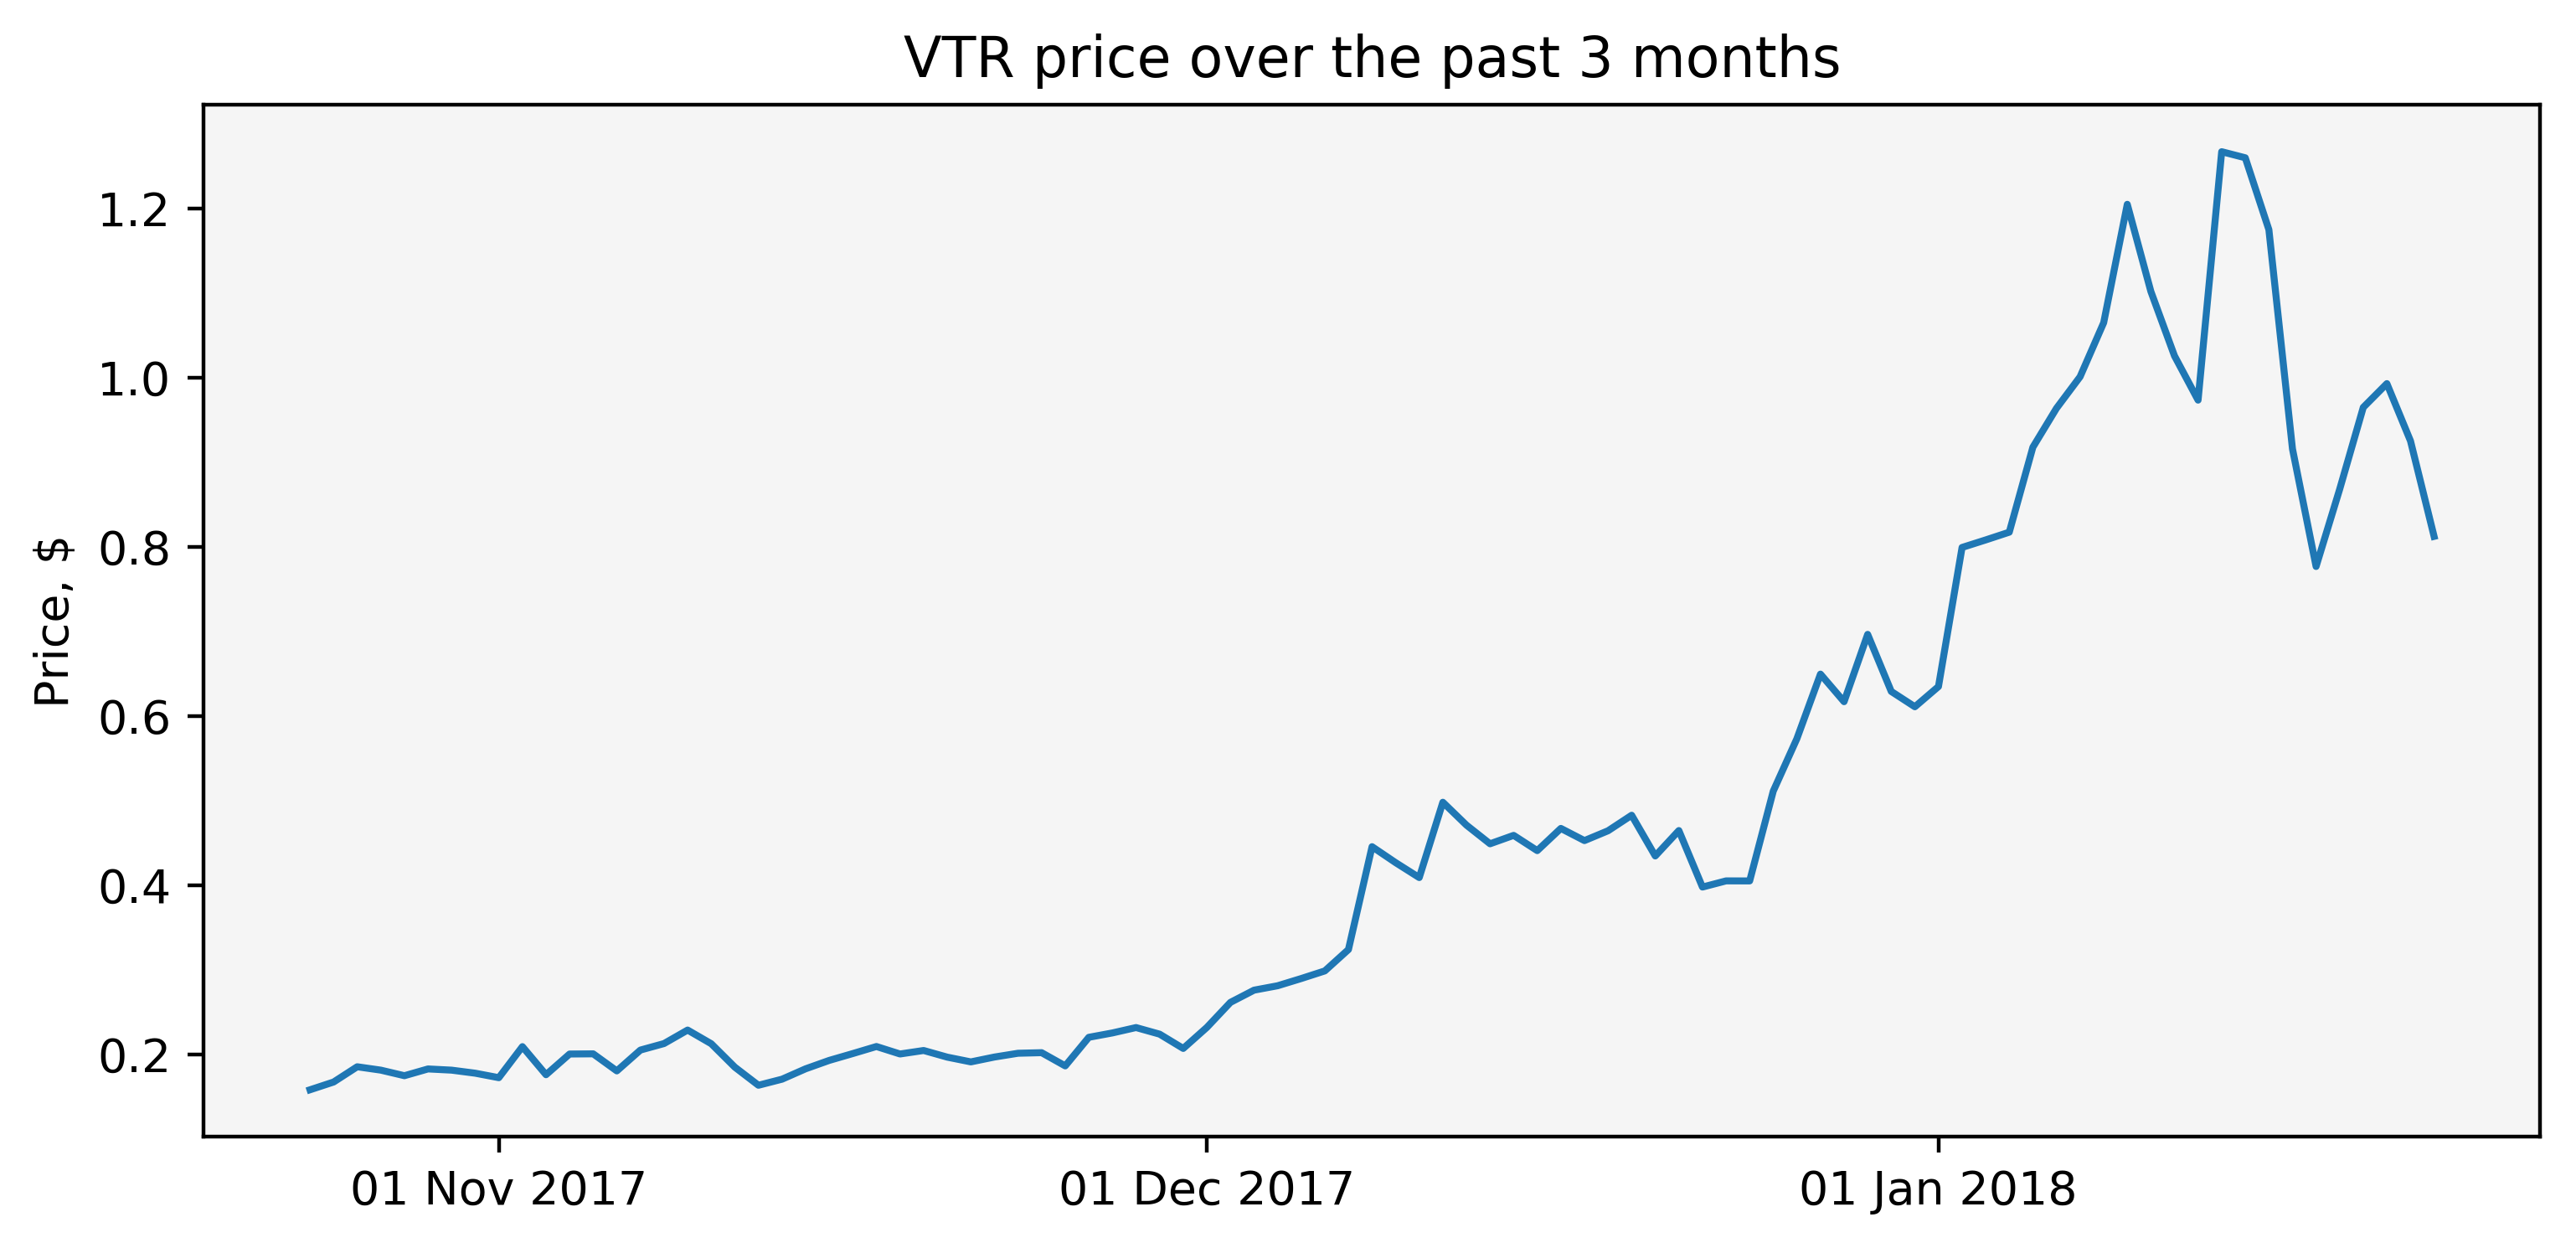 VTR price over the past 3 months
Price, $
1.2
1.0
0.8
0.6
0.4
0.2
01 Nov 2017
01 Dec 2017
01 Jan 2018